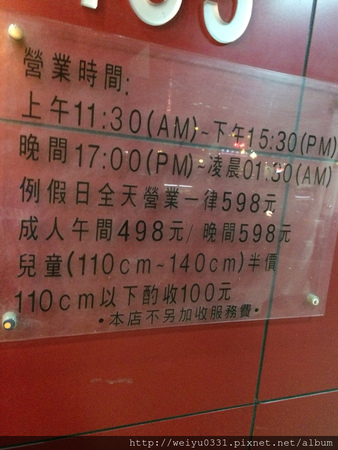 營業時間:
上午11:30(AM)~下午15:30(PM)
晚間17:00(PM)~凌晨01:30(AM)
例假日全天營業一律598元
成人午間498元/晚間598元
兒童(110cm~140cm)半價
110cm以下酌收100元
•本店不另加收服務費•
http://weiyu0331.pixnet.net/album